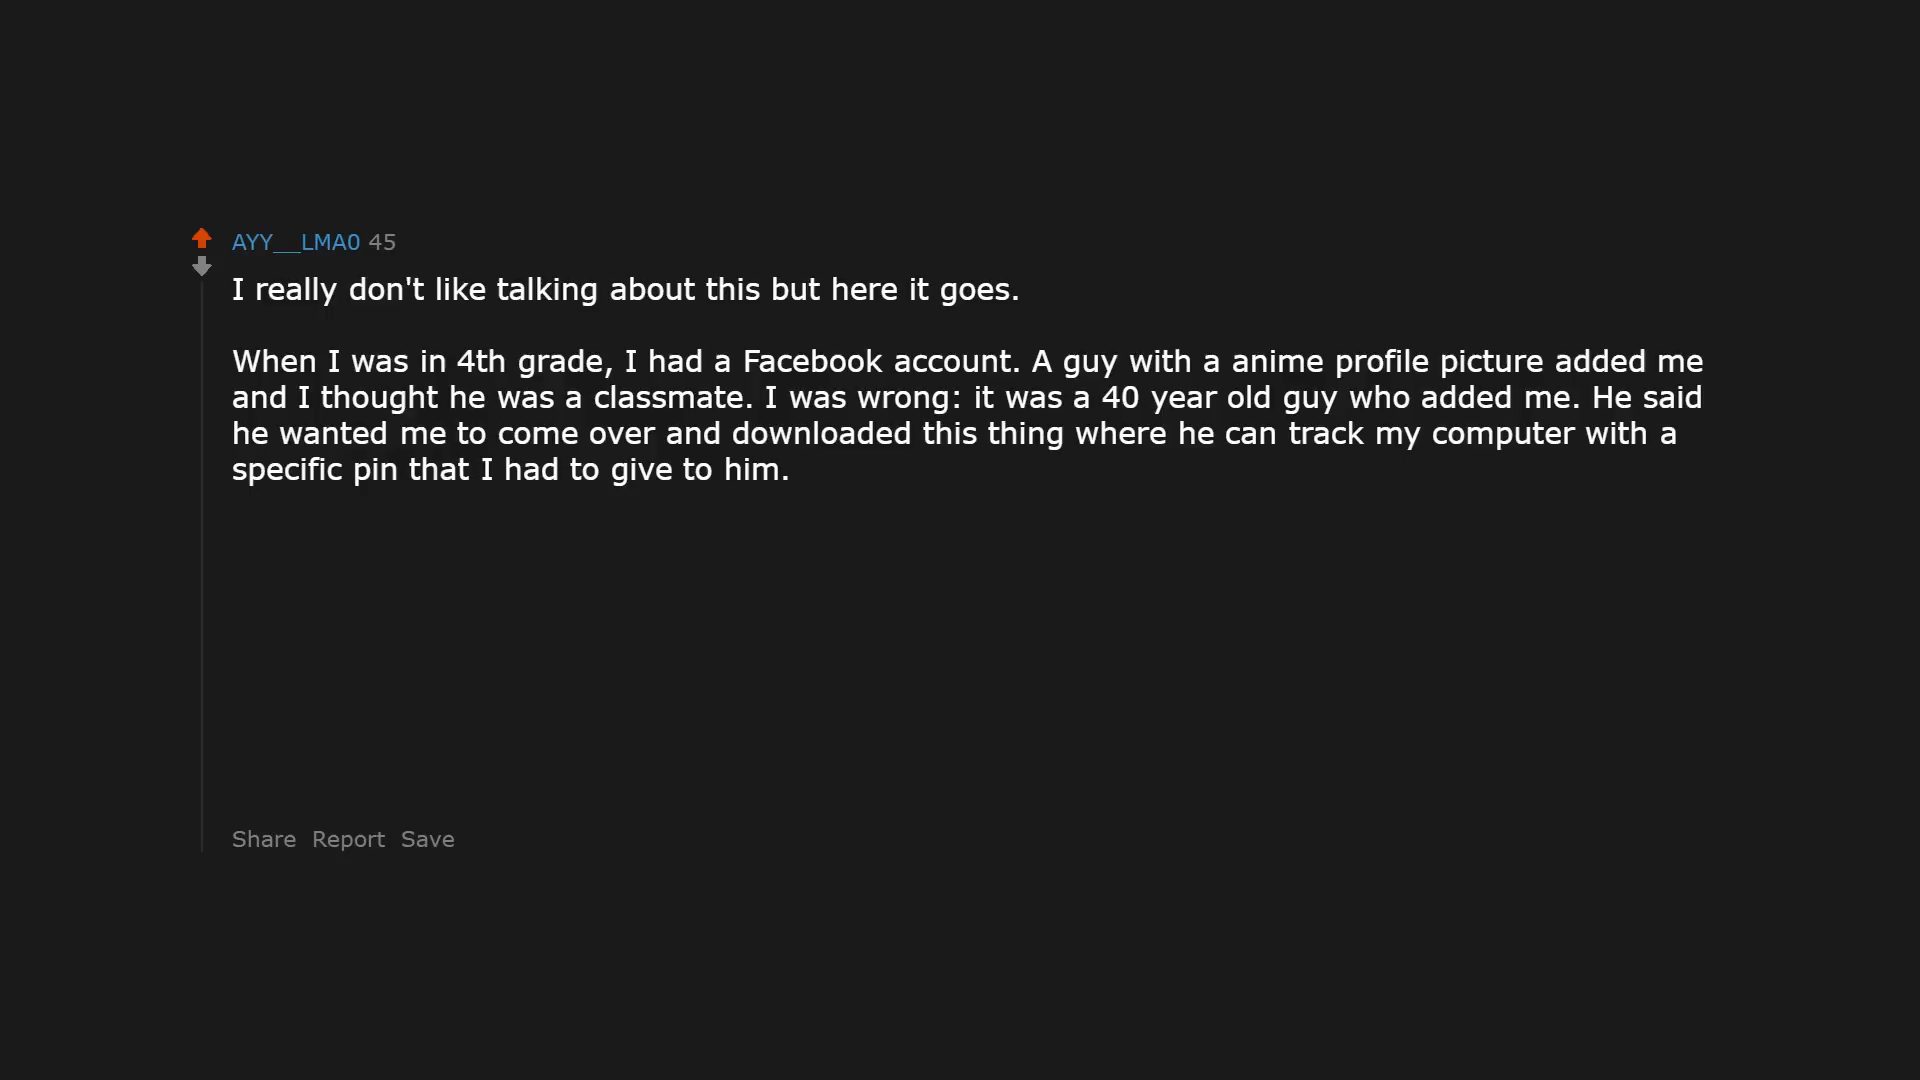 AYY__LMA0 45
I really don't like talking about this but here it goes.
When I was in 4th grade, I had a Facebook account. A guy with a anime profile picture added me
and I thought he was a classmate. I was wrong: it was a 40 year old guy who added me. He said
he wanted me to come over and downloaded this thing where he can track my computer with a
specific pin that I had to give to him.
Share Report Save